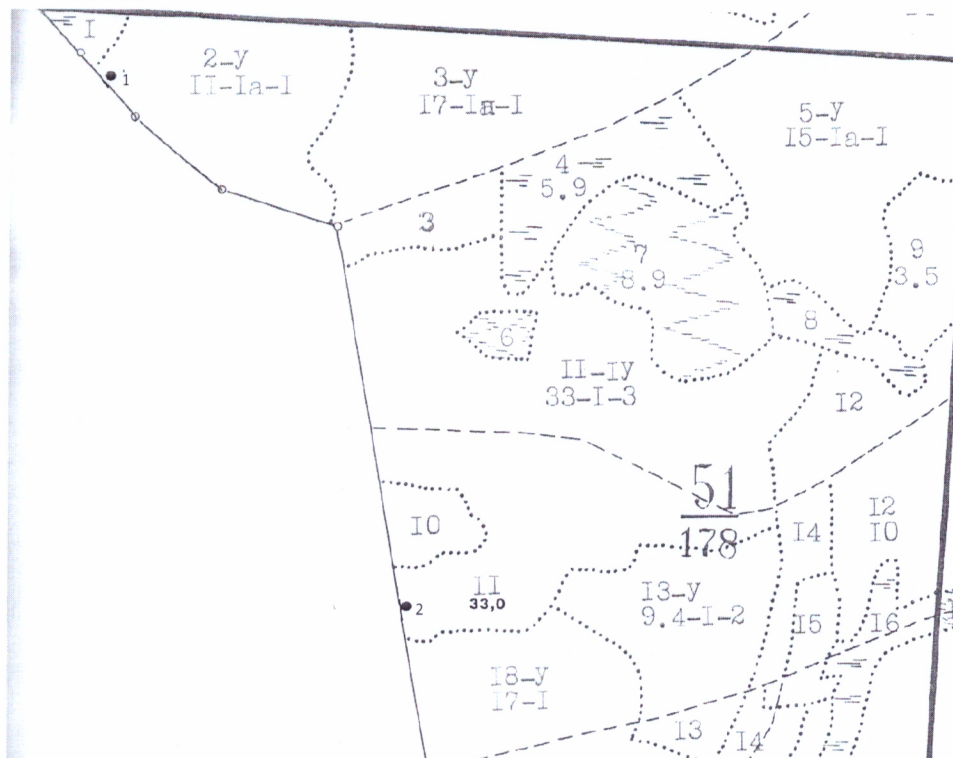 I
1
2-У
II-Iа-I
3-У
I7-Iа-I
5-У
I5-Iа-I
4
5.9
3
7
8.9
9
3.5
8
6
II-IУ
33-I-3
I2
51
178
I0
I4
I2
I0
II
33,0
2
I3-У
9.4-I-2
I5
I6
I8-У
I7-I
I3
I4